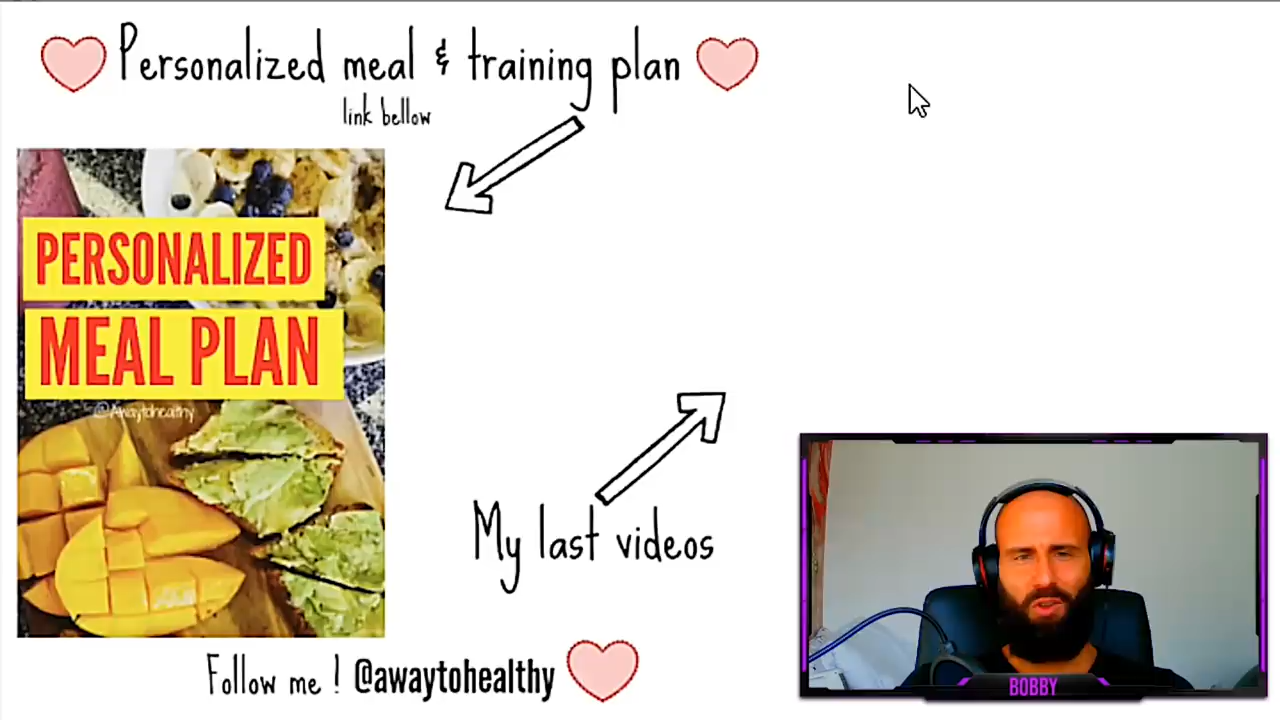 Personalized meal & training plan
link bellow
PERSONALIZED
MEAL PLAN
@Awaytohealthy
My last videos
Follow me ! @awaytohealthy
BOBBY